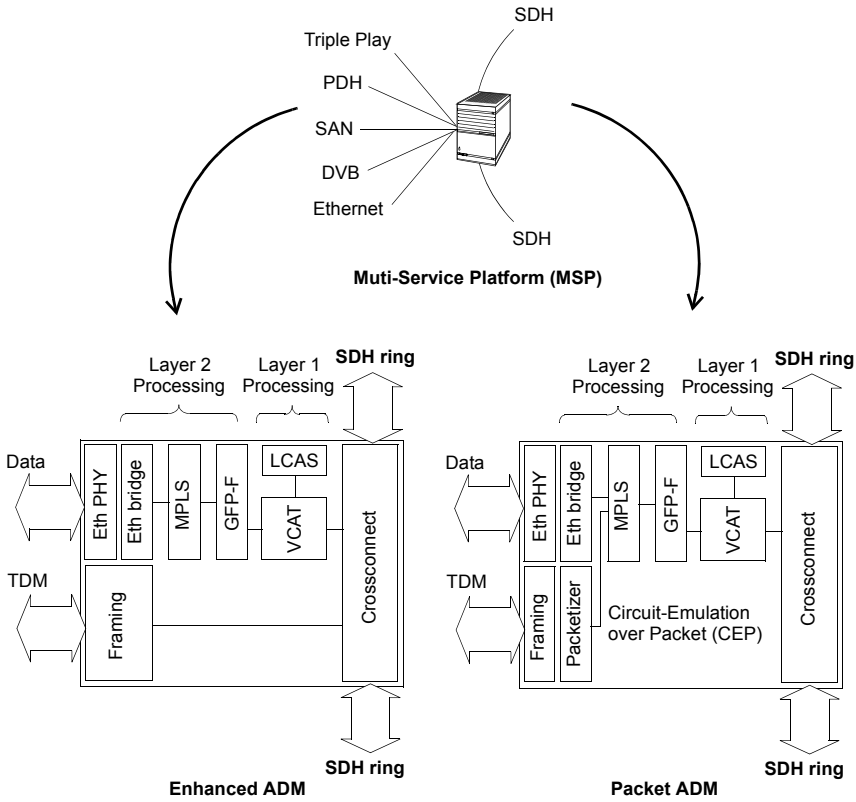 SDH
Triple Play
PDH
SAN
DVB
Ethernet
SDH
Muti-Service Platform (MSP)
Layer 2
Processing
Layer 1
Processing
SDH ring
Data
Eth PHY
Eth bridge
MPLS
GFP-F
LCAS
VCAT
Crossconnect
TDM
Framing
SDH ring
Enhanced ADM
Layer 2
Processing
Layer 1
Processing
SDH ring
Data
Eth PHY
Eth bridge
MPLS
GFP-F
LCAS
VCAT
Crossconnect
TDM
Framing
Packetizer
Circuit-Emulation
over Packet (CEP)
SDH ring
Packet ADM